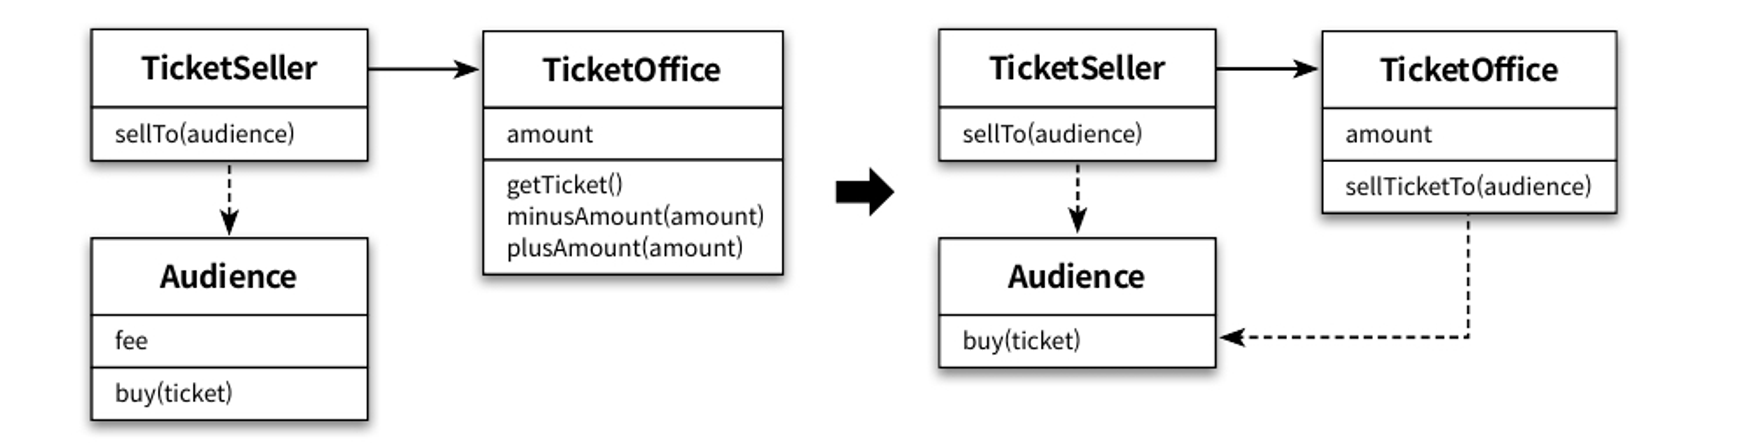 TicketSeller
sellTo(audience)
TicketOffice
amount
getTicket()
minusAmount(amount)
plusAmount(amount)
Audience
fee
buy(ticket)
TicketSeller
sellTo(audience)
TicketOffice
amount
sellTicketTo(audience)
Audience
buy(ticket)